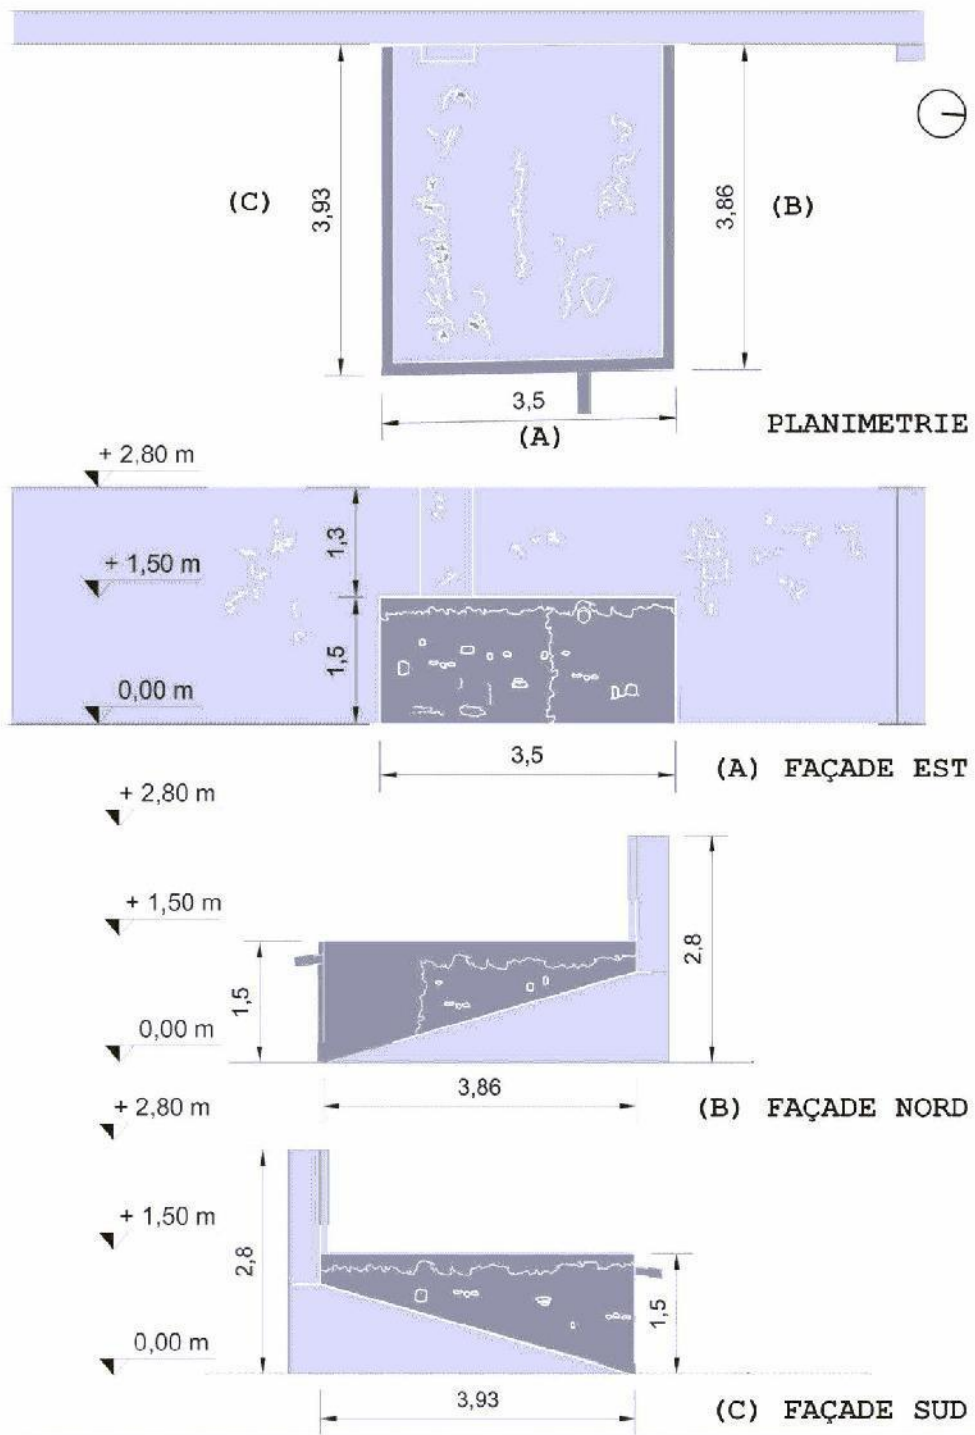 (C)
3,93
3,86
(B)
3,5
(A)
PLANIMETRIE
+ 2,80 m
1,3
+ 1,50 m
1,5
0,00 m
3,5
(A) FAÇADE EST
+ 2,80 m
+ 1,50 m
1,5
2,8
0,00 m
3,86
(B) FAÇADE NORD
+ 2,80 m
+ 1,50 m
2,8
1,5
0,00 m
3,93
(C) FAÇADE SUD